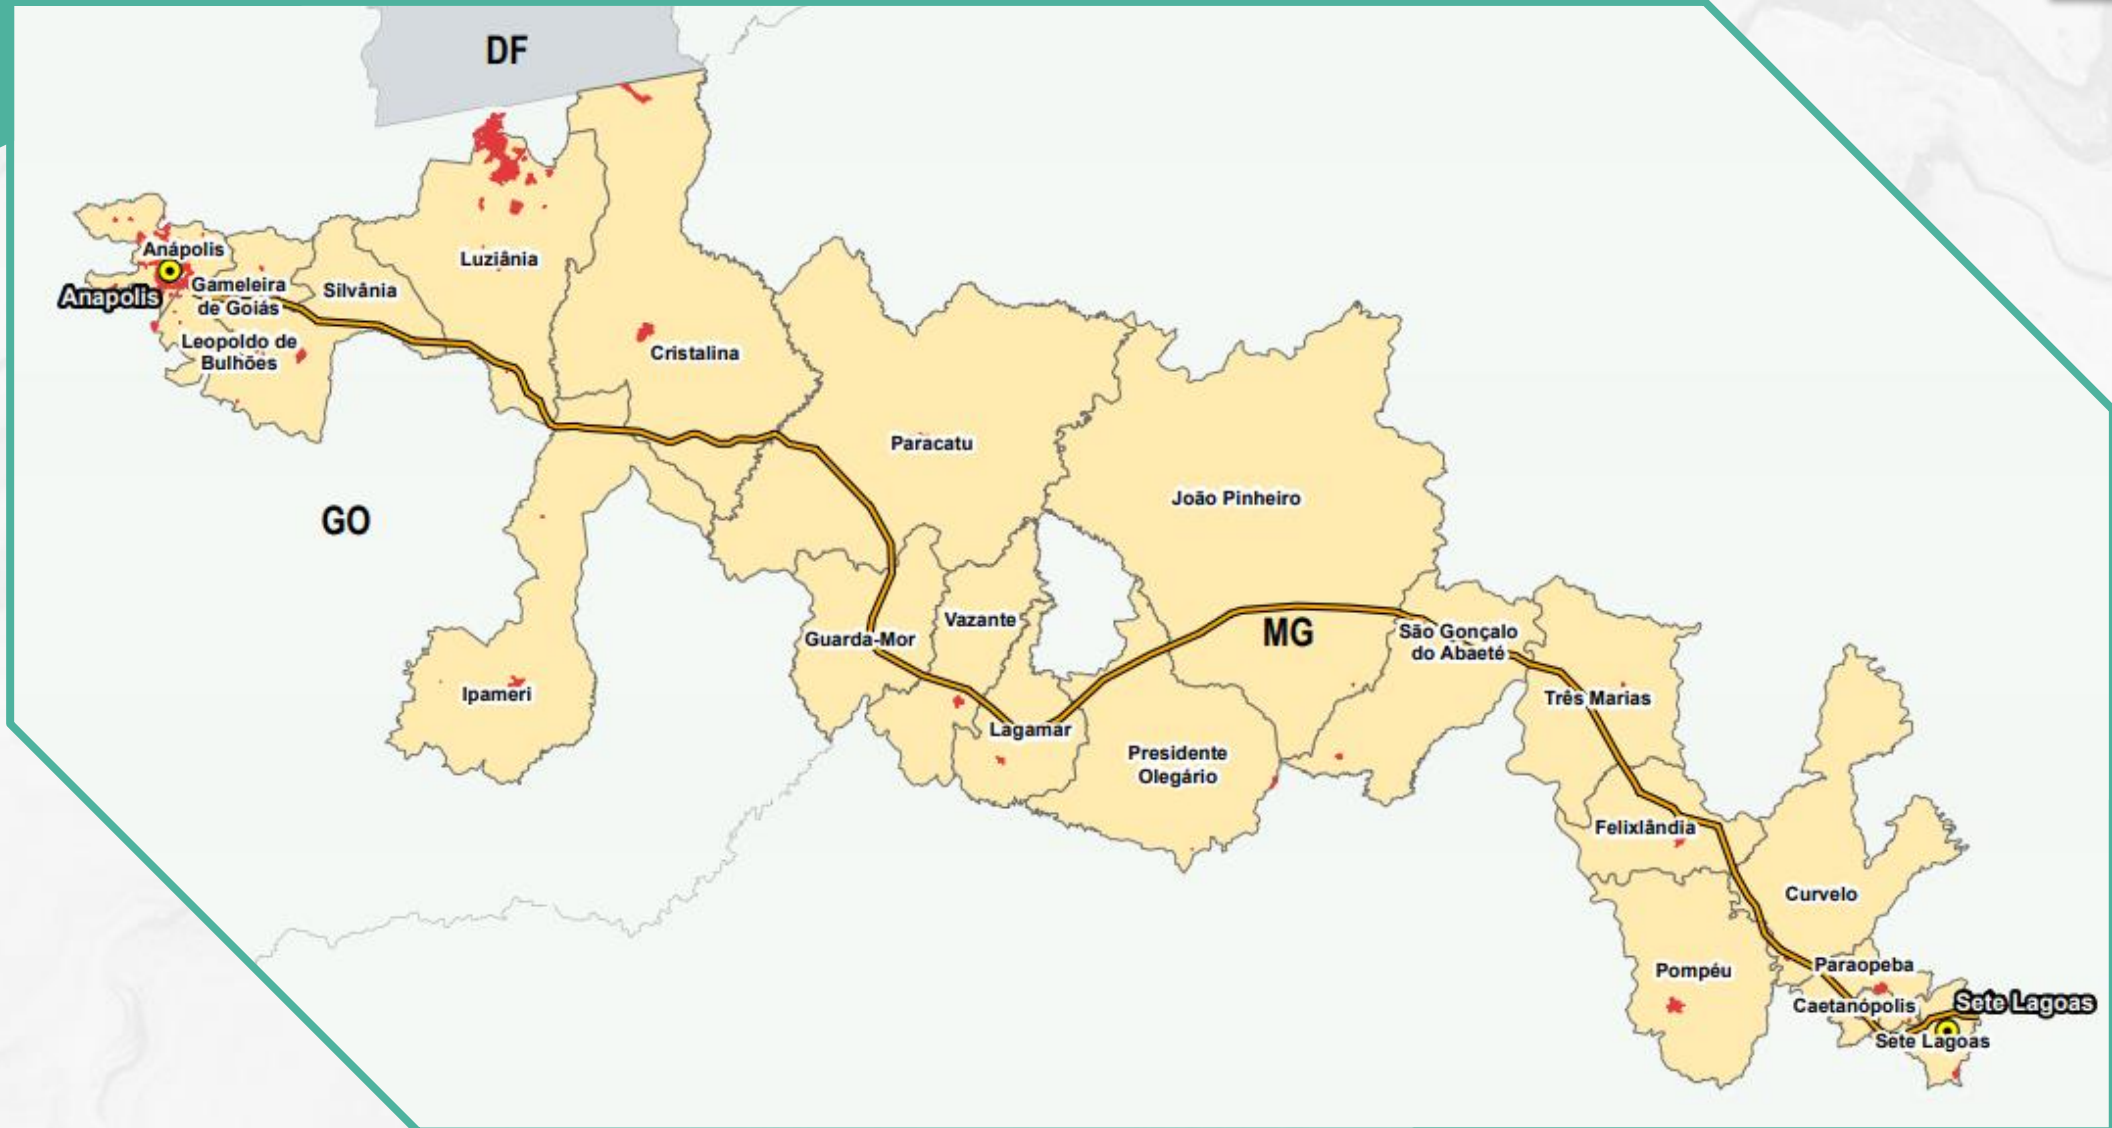 DF
Anápolis
Anapolis
Gameleira
de Goiás
Silvânia
Luziânia
Leopoldo de
Bulhões
Cristalina
Paracatu
João Pinheiro
GO
Vazante
Guarda-Mor
MG
São Gonçalo
do Abaeté
Ipameri
Três Marias
Lagamar
Presidente
Olegário
Felixlândia
Curvelo
Pompéu
Paraopeba
Caetanópolis
Sete Lagoas
Sete Lagoas